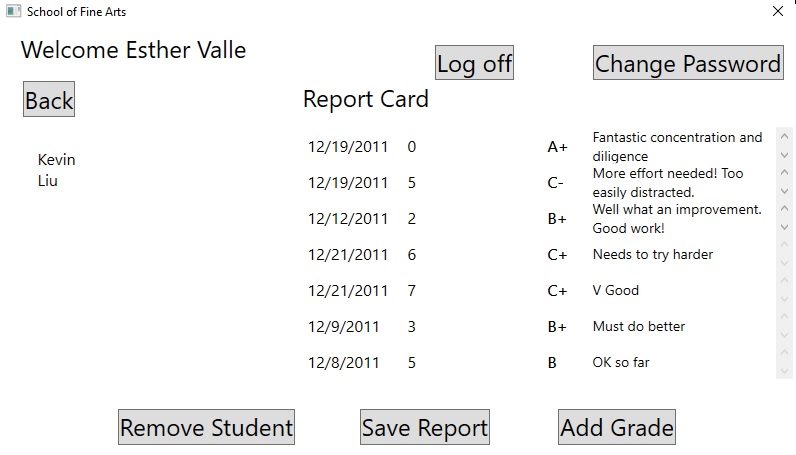 School of Fine Arts
Welcome Esther Valle
Log off
Change Password
Back
Report Card
Kevin
Liu
12/19/2011 0 A+ Fantastic concentration and
diligence
12/19/2011 5 C- More effort needed! Too
easily distracted.
12/12/2011 2 B+ Well what an improvement.
Good work!
12/21/2011 6 C+ Needs to try harder
12/21/2011 7 C+ V Good
12/9/2011 3 B+ Must do better
12/8/2011 5 B OK so far
Remove Student
Save Report
Add Grade